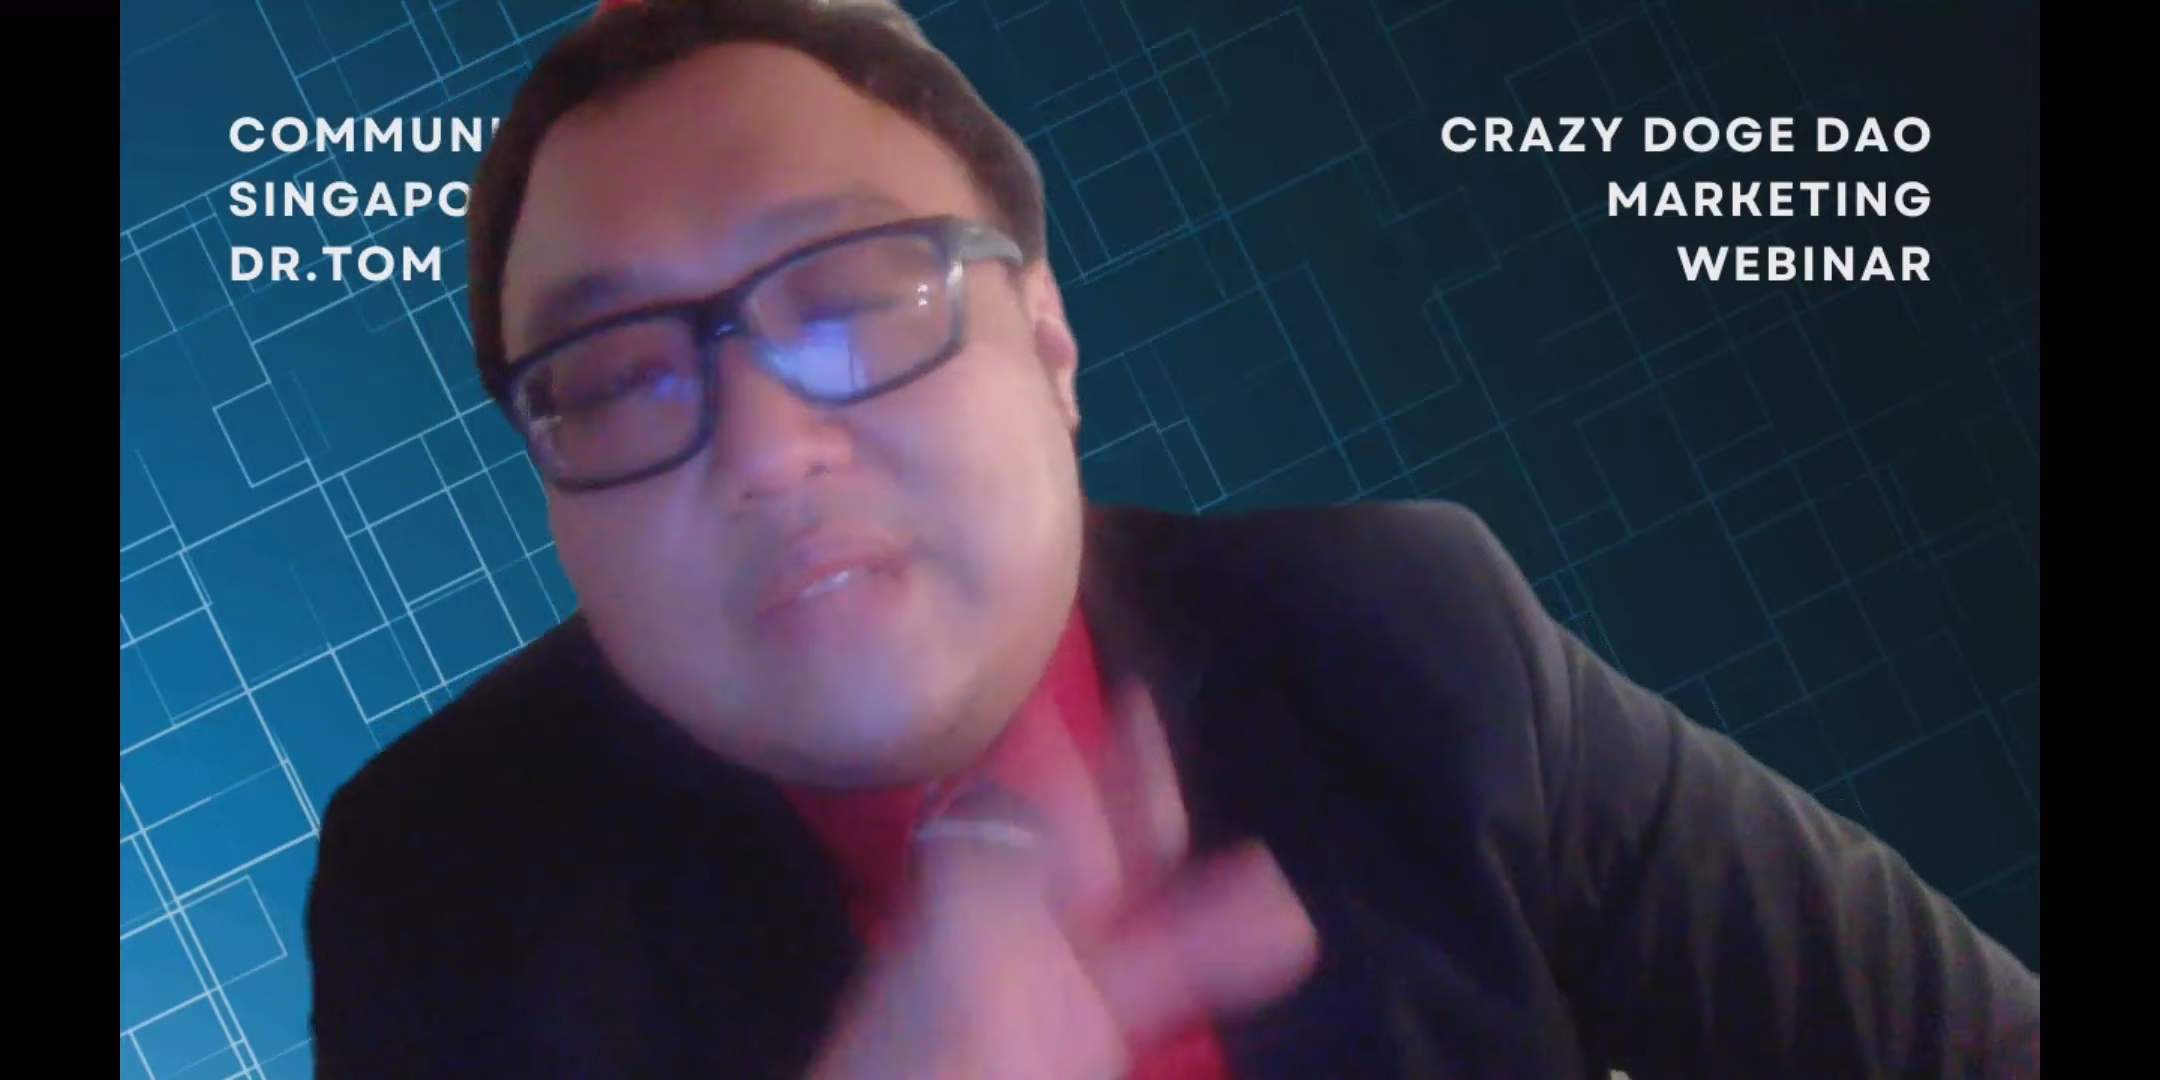 COMMUNI
SINGAPO
DR.TOM
CRAZY DOGE DAO
MARKETING
WEBINAR